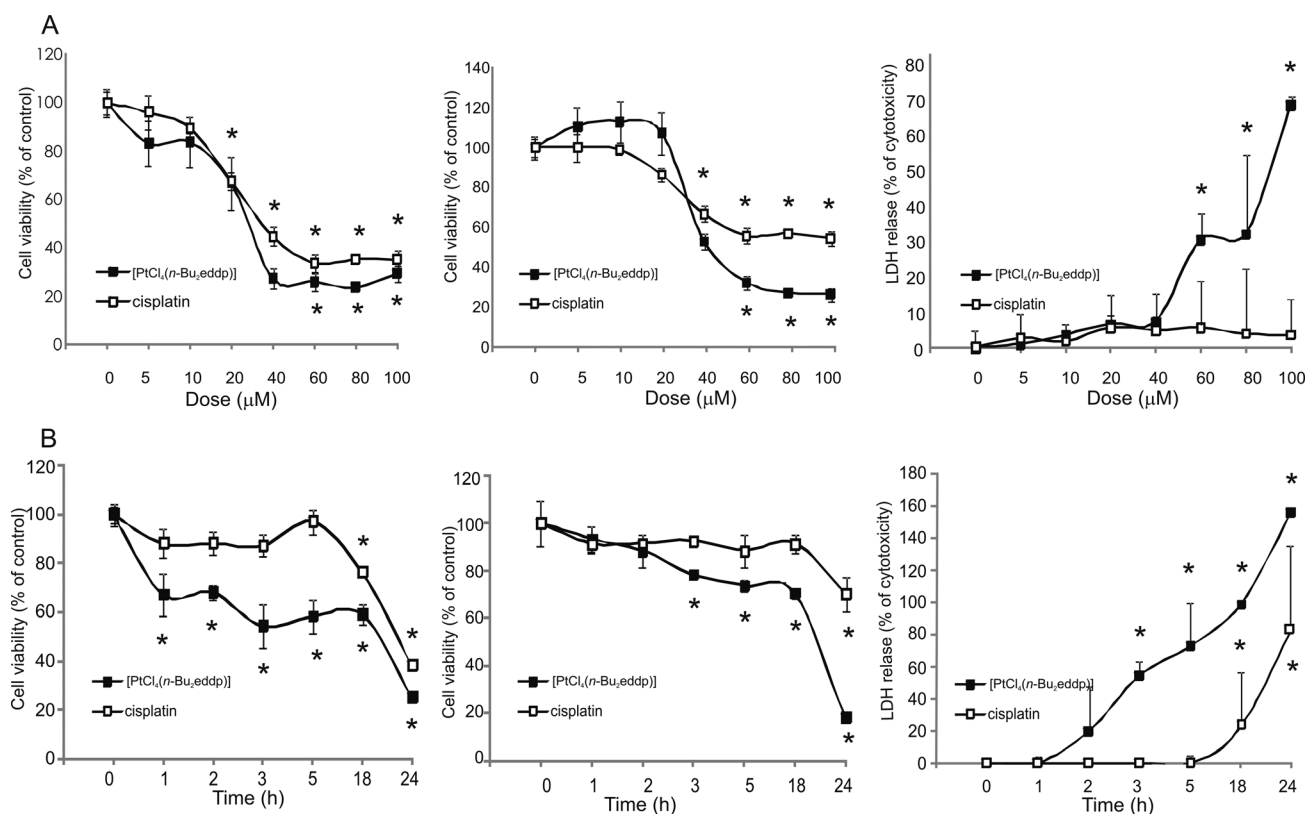 A
120
100
80
60
40
20
0
Cell viability (% of control)
*
*
*
*
*
[PtCl₄(n-Bu₂eddp)]
cisplatin
*
*
*
0 5 10 20 40 60 80 100
Dose (μM)
140
120
100
80
60
40
20
0
Cell viability (% of control)
*
*
*
*
[PtCl₄(n-Bu₂eddp)]
cisplatin
*
*
*
0 5 10 20 40 60 80 100
Dose (μM)
80
70
60
50
40
30
20
10
0
LDH relase (% of cytotoxicity)
*
*
*
[PtCl₄(n-Bu₂eddp)]
cisplatin
0 5 10 20 40 60 80 100
Dose (μM)
B
120
100
80
60
40
20
0
Cell viability (% of control)
*
*
*
*
*
*
*
[PtCl₄(n-Bu₂eddp)]
cisplatin
*
0 1 2 3 5 18 24
Time (h)
120
100
80
60
40
20
0
Cell viability (% of control)
*
*
*
*
[PtCl₄(n-Bu₂eddp)]
cisplatin
*
0 1 2 3 5 18 24
Time (h)
180
160
140
120
100
80
60
40
20
0
LDH relase (% of cytotoxicity)
*
*
*
*
*
*
[PtCl₄(n-Bu₂eddp)]
cisplatin
0 1 2 3 5 18 24
Time (h)